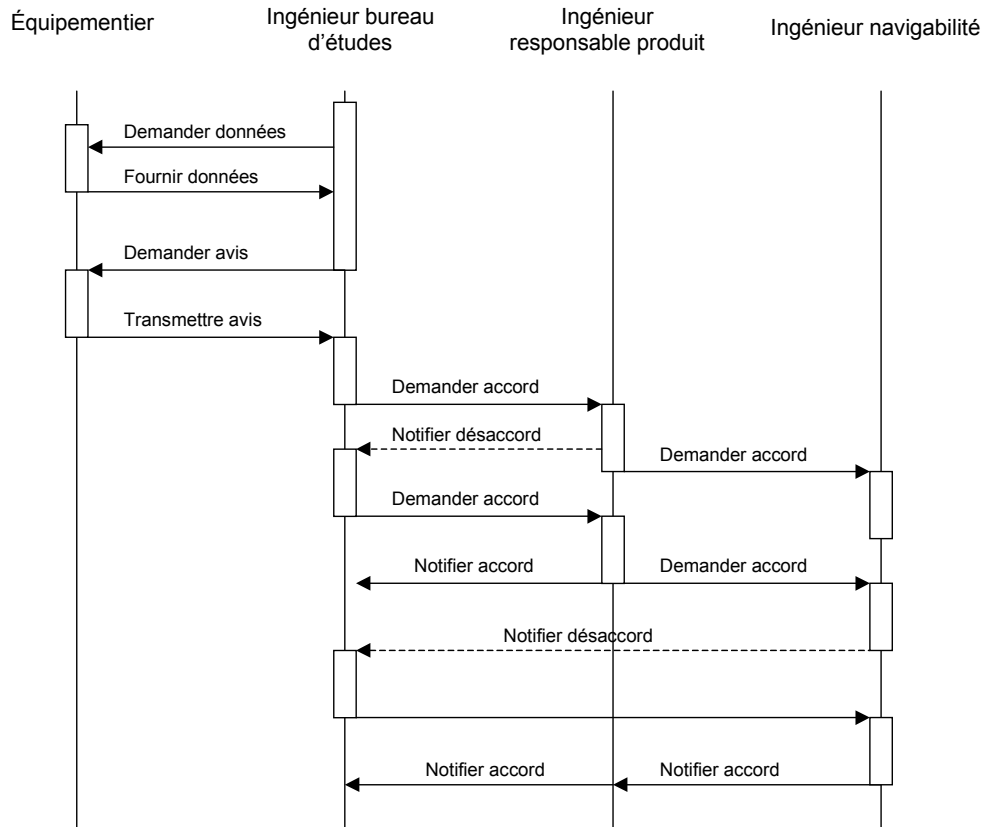 Équipementier
Ingénieur bureau
d’études
Ingénieur
responsable produit
Ingénieur navigabilité
Demander données
Fournir données
Demander avis
Transmettre avis
Demander accord
Notifier désaccord
Demander accord
Demander accord
Notifier accord
Demander accord
Notifier désaccord
Notifier accord
Notifier accord